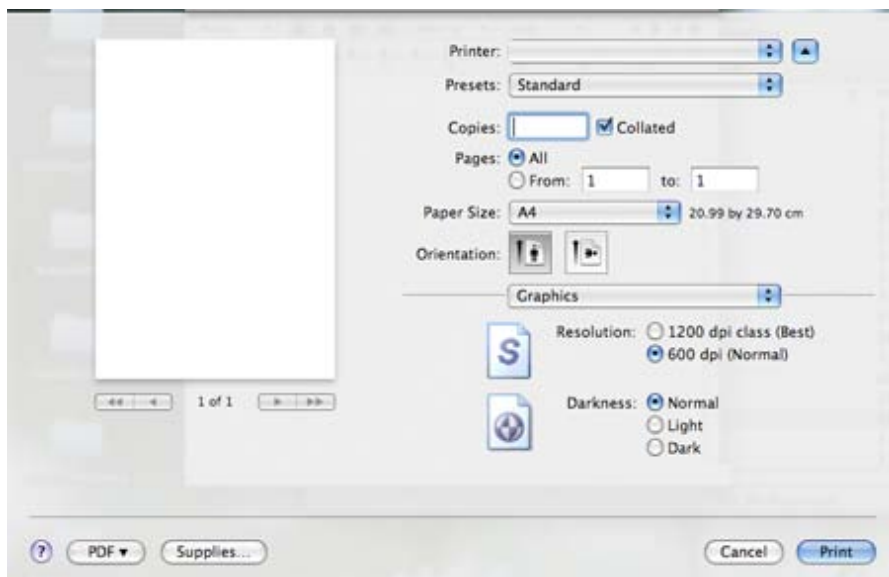 Printer:
Presets: Standard
Copies: Collated
Pages: All
From: 1 to: 1
Paper Size: A4 20.99 by 29.70 cm
Orientation:
Graphics
Resolution: 1200 dpi class (Best)
600 dpi (Normal)
1 of 1
Darkness: Normal
Light
Dark
S
? PDF Supplies... Cancel Print